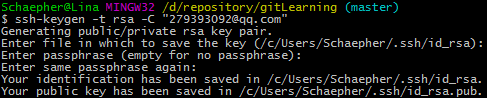 Schaepher@Lina MINGW32 /d/repository/gitLearning (master)
$ ssh-keygen -t rsa -C "279393092@qq.com"
Generating public/private rsa key pair.
Enter file in which to save the key (/c/Users/Schaepher/.ssh/id_rsa):
Enter passphrase (empty for no passphrase):
Enter same passphrase again:
Your identification has been saved in /c/Users/Schaepher/.ssh/id_rsa.
Your public key has been saved in /c/Users/Schaepher/.ssh/id_rsa.pub.